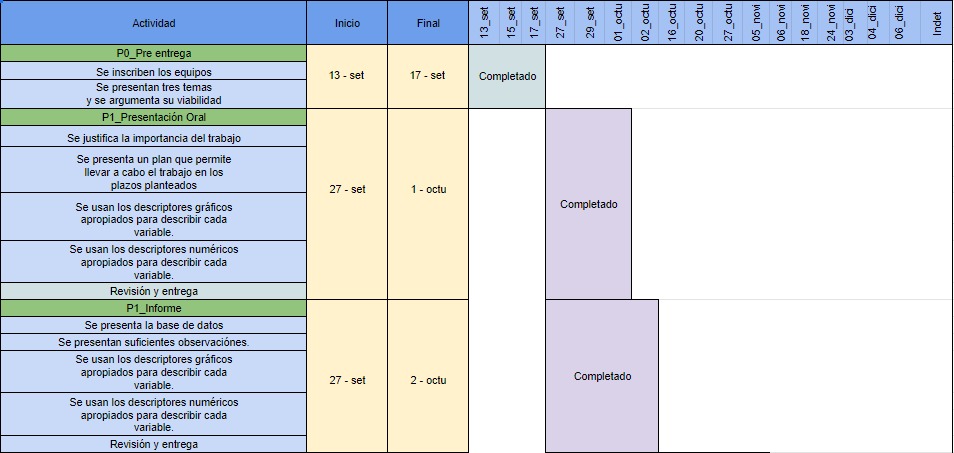 Actividad
Inicio
Final
13_set
15_set
17_set
27_set
29_set
01_octu
02_octu
16_octu
20_octu
27_octu
05_novi
06_novi
18_novi
24_novi
03_dici
04_dici
06_dici
Indet
P0_Pre entrega
Se inscriben los equipos
Se presentan tres temas
y se argumenta su viabilidad
13 - set
17 - set
Completado
P1_Presentación Oral
Se justifica la importancia del trabajo
Se presenta un plan que permite
llevar a cabo el trabajo en los
plazos planteados
Se usan los descriptores gráficos
apropiados para describir cada
variable.
Se usan los descriptores numéricos
apropiados para describir cada
variable.
Revisión y entrega
27 - set
1 - octu
Completado
P1_Informe
Se presenta la base de datos
Se presentan suficientes observaciónes.
Se usan los descriptores gráficos
apropiados para describir cada
variable.
Se usan los descriptores numéricos
apropiados para describir cada
variable.
Revisión y entrega
27 - set
2 - octu
Completado